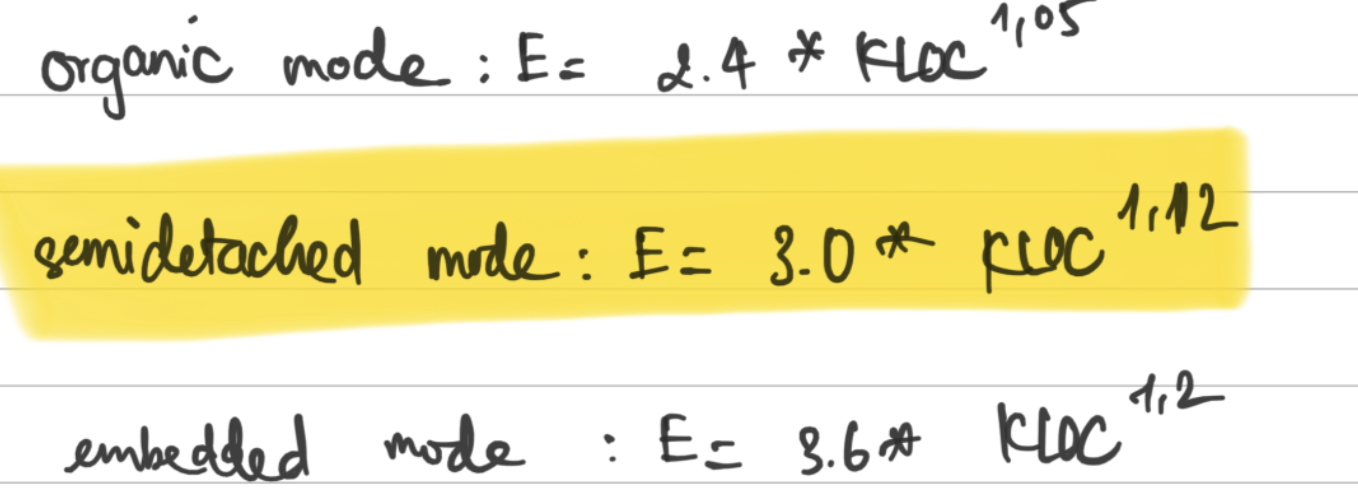 organic mode : E = 2.4 * KLOC^1,05
semidetached mode : E = 3.0 * KLOC^1,12
embedded mode : E = 3.6 * KLOC^1,2